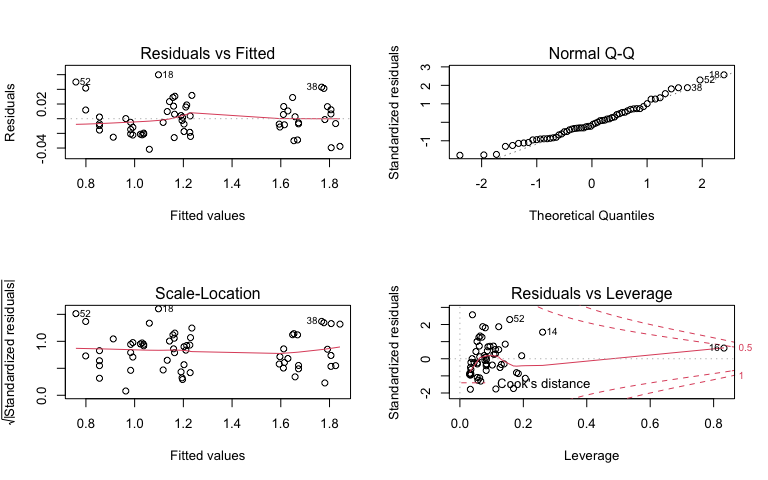 Residuals vs Fitted
Residuals
-0.04
0.02
52
18
38
0.8 1.0 1.2 1.4 1.6 1.8
Fitted values
Normal Q-Q
Standardized residuals
-1
1
2
3
18
52
38
-2 -1 0 1 2
Theoretical Quantiles
Scale-Location
√|Standardized residuals|
0.0
1.0
52
18
38
0.8 1.0 1.2 1.4 1.6 1.8
Fitted values
Residuals vs Leverage
Standardized residuals
-2
0
2
52
14
16
0.5
1
Cook's distance
0.0 0.2 0.4 0.6 0.8
Leverage